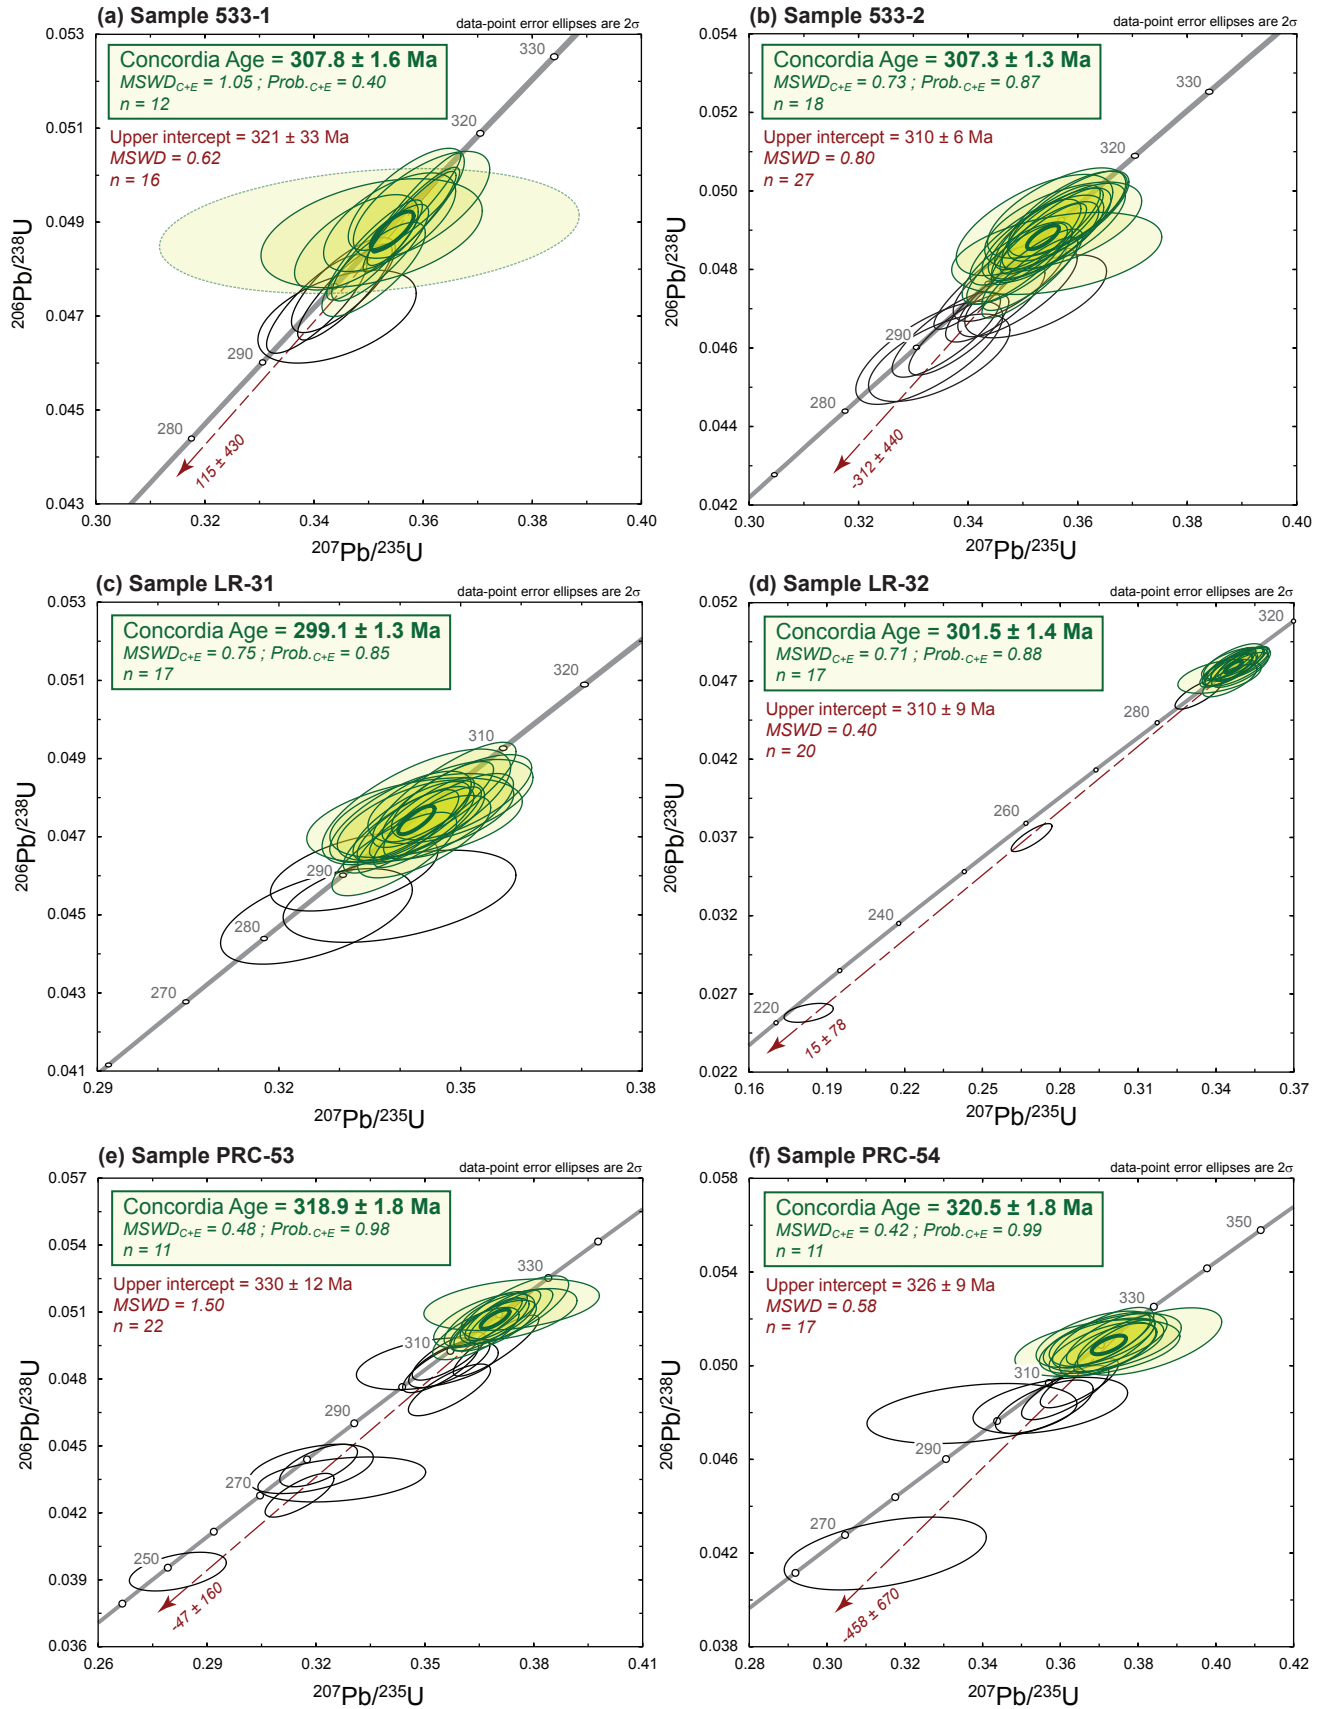 (a) Sample 533-1
data-point error ellipses are 2σ
Concordia Age = 307.8 ± 1.6 Ma
MSWD_C+E = 1.05 ; Prob._C+E = 0.40
n = 12
Upper intercept = 321 ± 33 Ma
MSWD = 0.62
n = 16
330
320
290
280
115 ± 430
0.053
0.051
0.049
0.047
0.045
0.043
0.30
0.32
0.34
0.36
0.38
0.40
206Pb/238U
207Pb/235U
(b) Sample 533-2
data-point error ellipses are 2σ
Concordia Age = 307.3 ± 1.3 Ma
MSWD_C+E = 0.73 ; Prob._C+E = 0.87
n = 18
Upper intercept = 310 ± 6 Ma
MSWD = 0.80
n = 27
330
320
290
280
-312 ± 440
0.054
0.052
0.050
0.048
0.046
0.044
0.042
0.30
0.32
0.34
0.36
0.38
0.40
206Pb/238U
207Pb/235U
(c) Sample LR-31
data-point error ellipses are 2σ
Concordia Age = 299.1 ± 1.3 Ma
MSWD_C+E = 0.75 ; Prob._C+E = 0.85
n = 17
320
310
290
280
270
0.053
0.051
0.049
0.047
0.045
0.043
0.041
0.29
0.32
0.35
0.38
206Pb/238U
207Pb/235U
(d) Sample LR-32
data-point error ellipses are 2σ
Concordia Age = 301.5 ± 1.4 Ma
MSWD_C+E = 0.71 ; Prob._C+E = 0.88
n = 17
Upper intercept = 310 ± 9 Ma
MSWD = 0.40
n = 20
320
280
260
240
220
15 ± 78
0.052
0.047
0.042
0.037
0.032
0.027
0.022
0.16
0.19
0.22
0.25
0.28
0.31
0.34
0.37
206Pb/238U
207Pb/235U
(e) Sample PRC-53
data-point error ellipses are 2σ
Concordia Age = 318.9 ± 1.8 Ma
MSWD_C+E = 0.48 ; Prob._C+E = 0.98
n = 11
Upper intercept = 330 ± 12 Ma
MSWD = 1.50
n = 22
330
310
290
270
250
-47 ± 160
0.057
0.054
0.051
0.048
0.045
0.042
0.039
0.036
0.26
0.29
0.32
0.35
0.38
0.41
206Pb/238U
207Pb/235U
(f) Sample PRC-54
data-point error ellipses are 2σ
Concordia Age = 320.5 ± 1.8 Ma
MSWD_C+E = 0.42 ; Prob._C+E = 0.99
n = 11
Upper intercept = 326 ± 9 Ma
MSWD = 0.58
n = 17
350
330
310
290
270
-458 ± 670
0.058
0.054
0.050
0.046
0.042
0.038
0.28
0.30
0.32
0.34
0.36
0.38
0.40
0.42
206Pb/238U
207Pb/235U